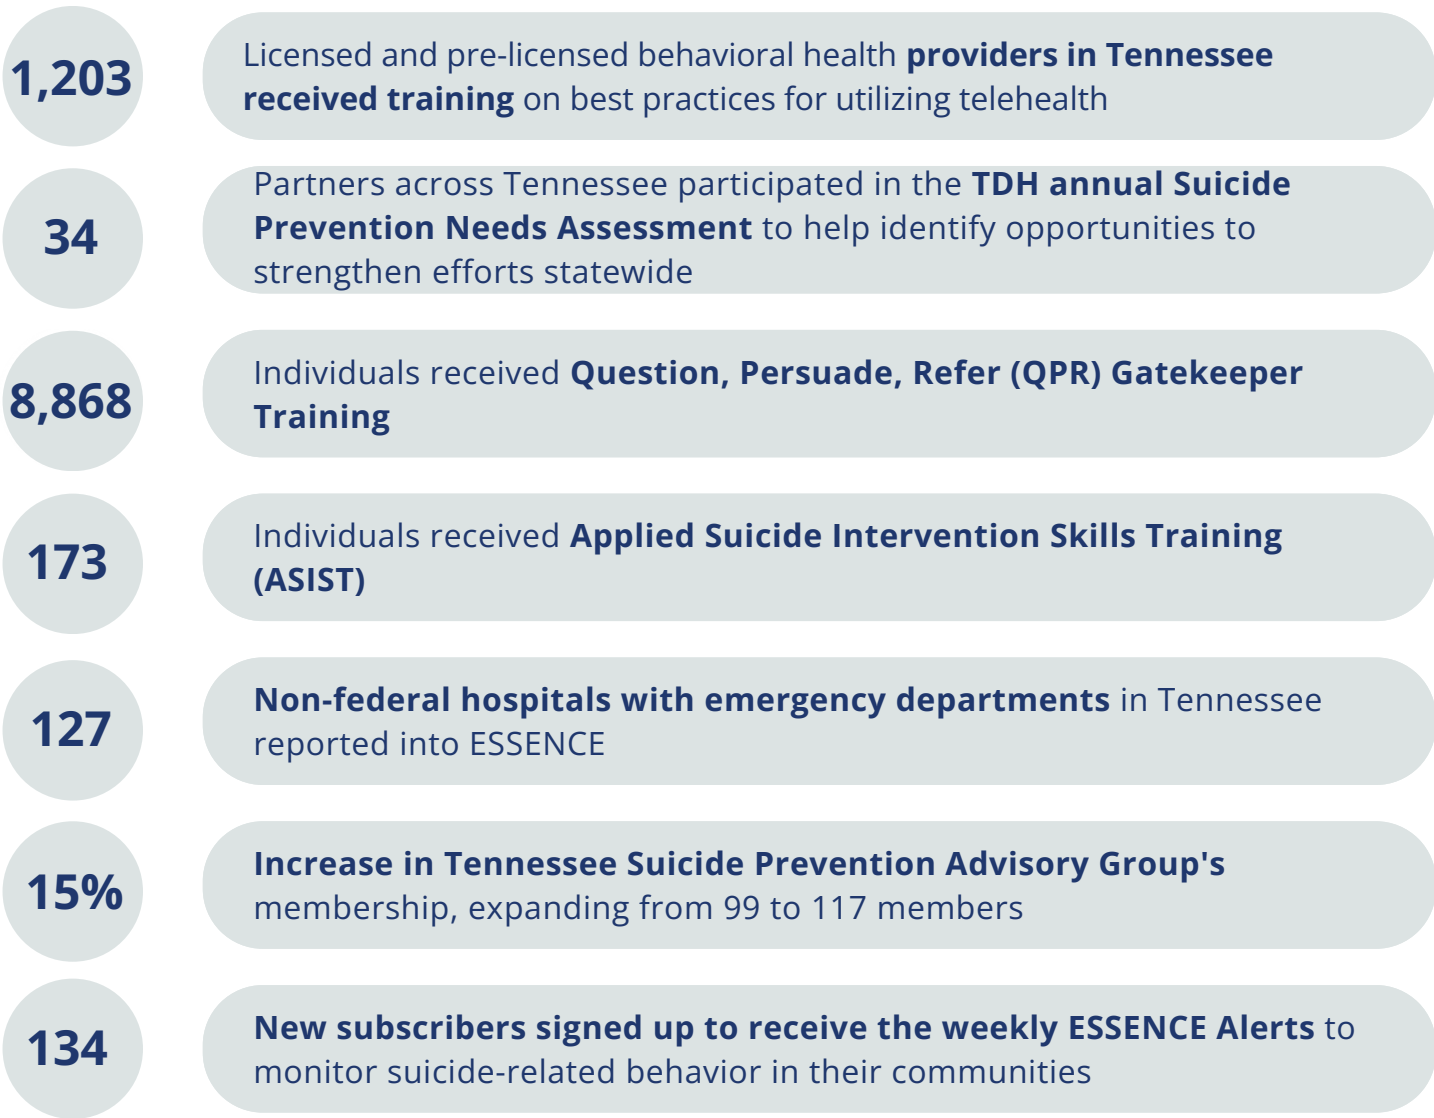 1,203
Licensed and pre-licensed behavioral health providers in Tennessee
received training on best practices for utilizing telehealth
34
Partners across Tennessee participated in the TDH annual Suicide
Prevention Needs Assessment to help identify opportunities to
strengthen efforts statewide
8,868
Individuals received Question, Persuade, Refer (QPR) Gatekeeper
Training
173
Individuals received Applied Suicide Intervention Skills Training
(ASIST)
127
Non-federal hospitals with emergency departments in Tennessee
reported into ESSENCE
15%
Increase in Tennessee Suicide Prevention Advisory Group's
membership, expanding from 99 to 117 members
134
New subscribers signed up to receive the weekly ESSENCE Alerts to
monitor suicide-related behavior in their communities